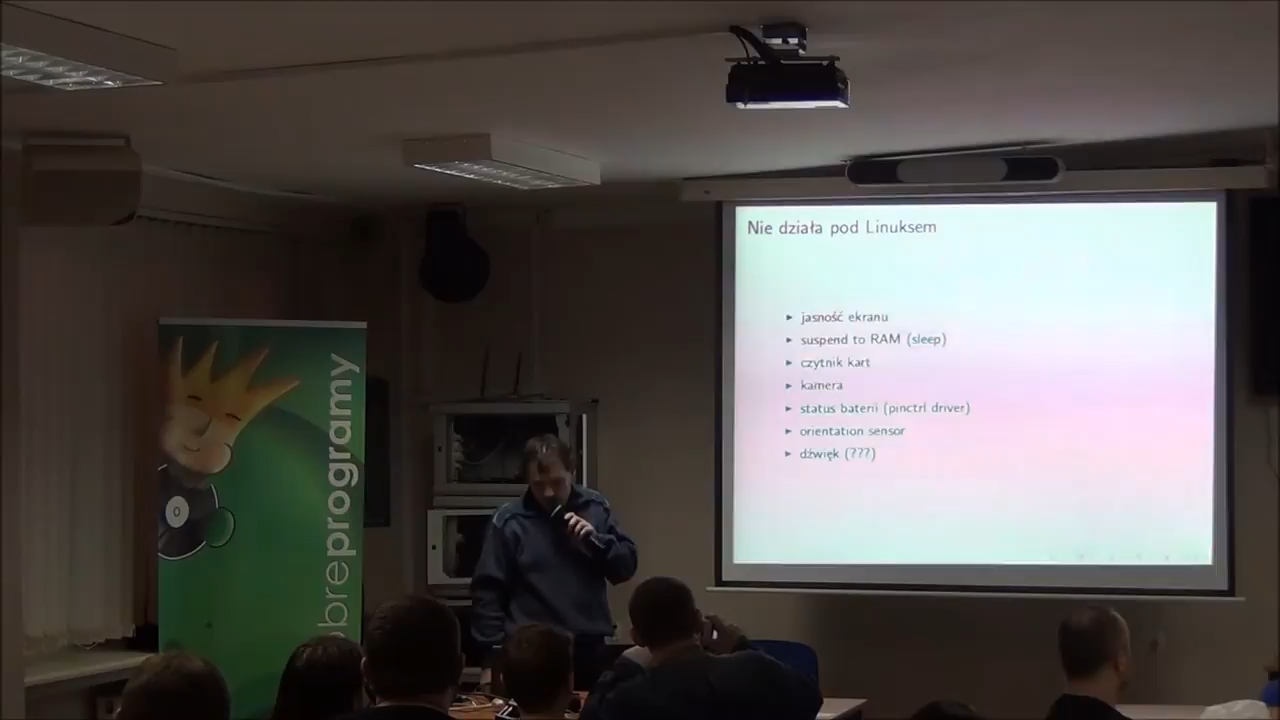 Nie działa pod Linuksem
jasność ekranu
suspend to RAM (sleep)
czytnik kart
kamera
status baterii (pinctrl driver)
orientation sensor
dźwięk (???)
obreprogramy